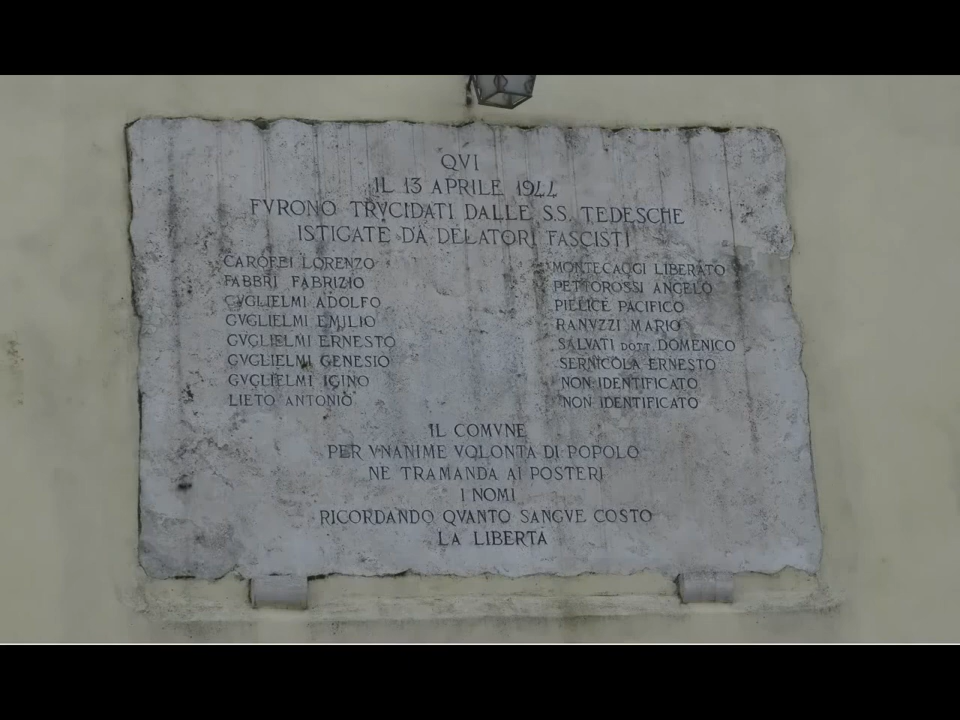 QVI
IL 13 APRILE 1944
FVRONO TRVCIDATI DALLE S.S. TEDESCHE
ISTIGATE DA DELATORI FASCISTI
CAROFEI LORENZO
FABBRI FABRIZIO
GVGLIELMI ADOLFO
GVGLIELMI EMILIO
GVGLIELMI ERNESTO
GVGLIELMI GENESIO
GVGLIELMI IGINO
LIETO ANTONIO
MONTECAGGI LIBERATO
PETTOROSSI ANGELO
PIELICE PACIFICO
RANVZZI MARIO
SALVATI DOTT. DOMENICO
SERNICOLA ERNESTO
NON IDENTIFICATO
NON IDENTIFICATO
IL COMVNE
PER VNANIME VOLONTA DI POPOLO
NE TRAMANDA AI POSTERI
I NOMI
RICORDANDO QVANTO SANGVE COSTO
LA LIBERTA